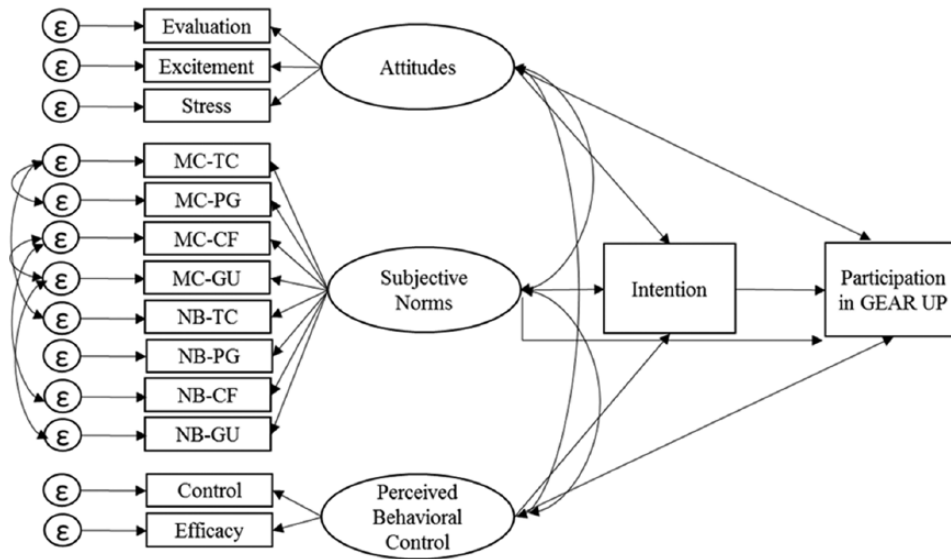 ε Evaluation
ε Excitement
ε Stress
Attitudes
ε MC-TC
ε MC-PG
ε MC-CF
ε MC-GU
ε NB-TC
ε NB-PG
ε NB-CF
ε NB-GU
Subjective
Norms
Intention
Participation
in GEAR UP
ε Control
ε Efficacy
Perceived
Behavioral
Control